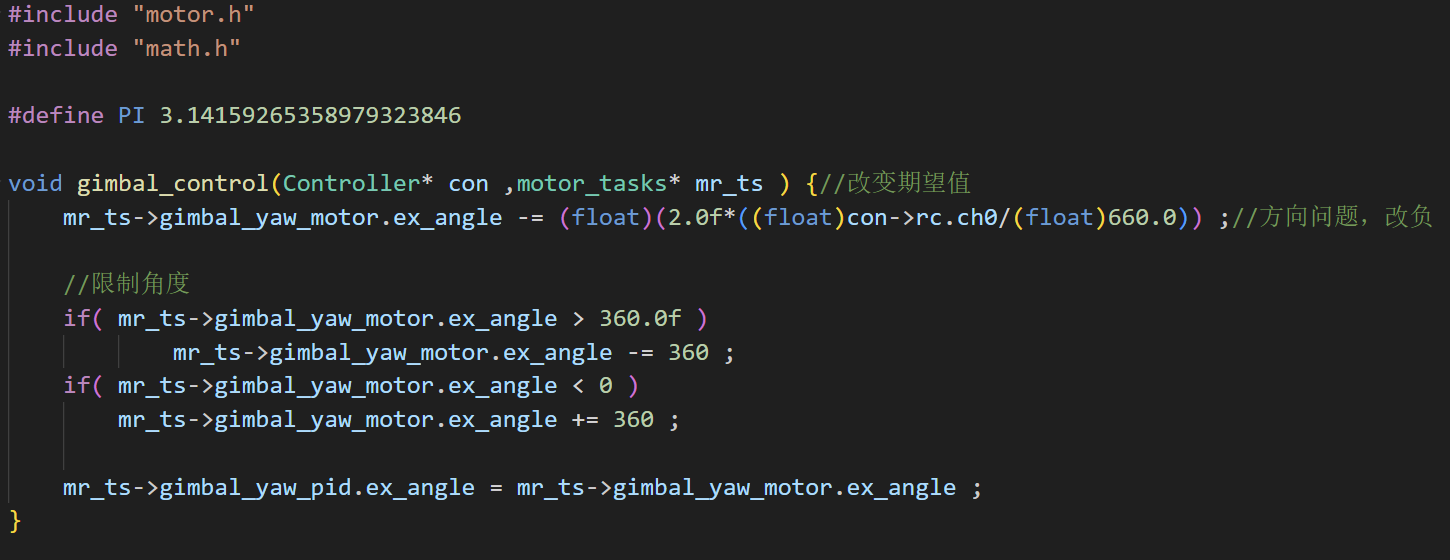 #include "motor.h"
#include "math.h"
#define PI 3.14159265358979323846
void gimbal_control(Controller* con ,motor_tasks* mr_ts ) {//改变期望值
mr_ts->gimbal_yaw_motor.ex_angle -= (float)(2.0f*((float)con->rc.ch0/(float)660.0)) ;//方向问题，改负
//限制角度
if( mr_ts->gimbal_yaw_motor.ex_angle > 360.0f )
mr_ts->gimbal_yaw_motor.ex_angle -= 360 ;
if( mr_ts->gimbal_yaw_motor.ex_angle < 0 )
mr_ts->gimbal_yaw_motor.ex_angle += 360 ;
mr_ts->gimbal_yaw_pid.ex_angle = mr_ts->gimbal_yaw_motor.ex_angle ;
}